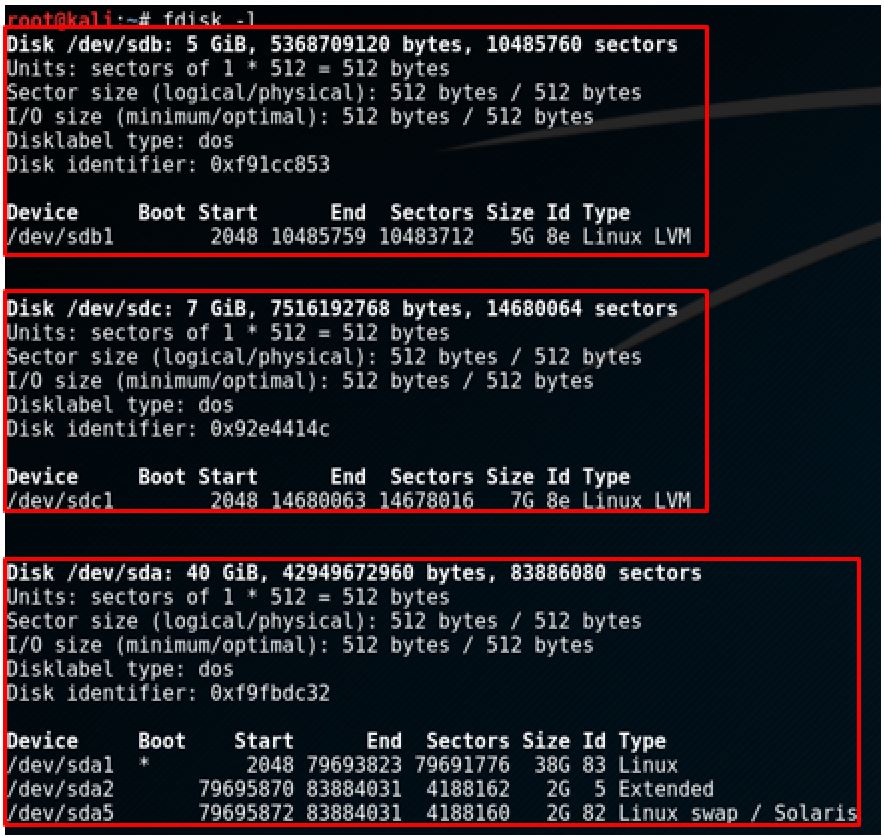 root@kali:~# fdisk -l
Disk /dev/sdb: 5 GiB, 5368709120 bytes, 10485760 sectors
Units: sectors of 1 * 512 = 512 bytes
Sector size (logical/physical): 512 bytes / 512 bytes
I/O size (minimum/optimal): 512 bytes / 512 bytes
Disklabel type: dos
Disk identifier: 0xf91cc853
Device     Boot Start      End  Sectors Size Id Type
/dev/sdb1        2048 10485759 10483712   5G 8e Linux LVM
Disk /dev/sdc: 7 GiB, 7516192768 bytes, 14680064 sectors
Units: sectors of 1 * 512 = 512 bytes
Sector size (logical/physical): 512 bytes / 512 bytes
I/O size (minimum/optimal): 512 bytes / 512 bytes
Disklabel type: dos
Disk identifier: 0x92e4414c
Device     Boot Start      End  Sectors Size Id Type
/dev/sdc1        2048 14680063 14678016   7G 8e Linux LVM
Disk /dev/sda: 40 GiB, 42949672960 bytes, 83886080 sectors
Units: sectors of 1 * 512 = 512 bytes
Sector size (logical/physical): 512 bytes / 512 bytes
I/O size (minimum/optimal): 512 bytes / 512 bytes
Disklabel type: dos
Disk identifier: 0xf9fbdc32
Device     Boot    Start      End  Sectors Size Id Type
/dev/sda1  *        2048 79693823 79691776  38G 83 Linux
/dev/sda2       79695870 83884031  4188162   2G  5 Extended
/dev/sda5       79695872 83884031  4188160   2G 82 Linux swap / Solaris